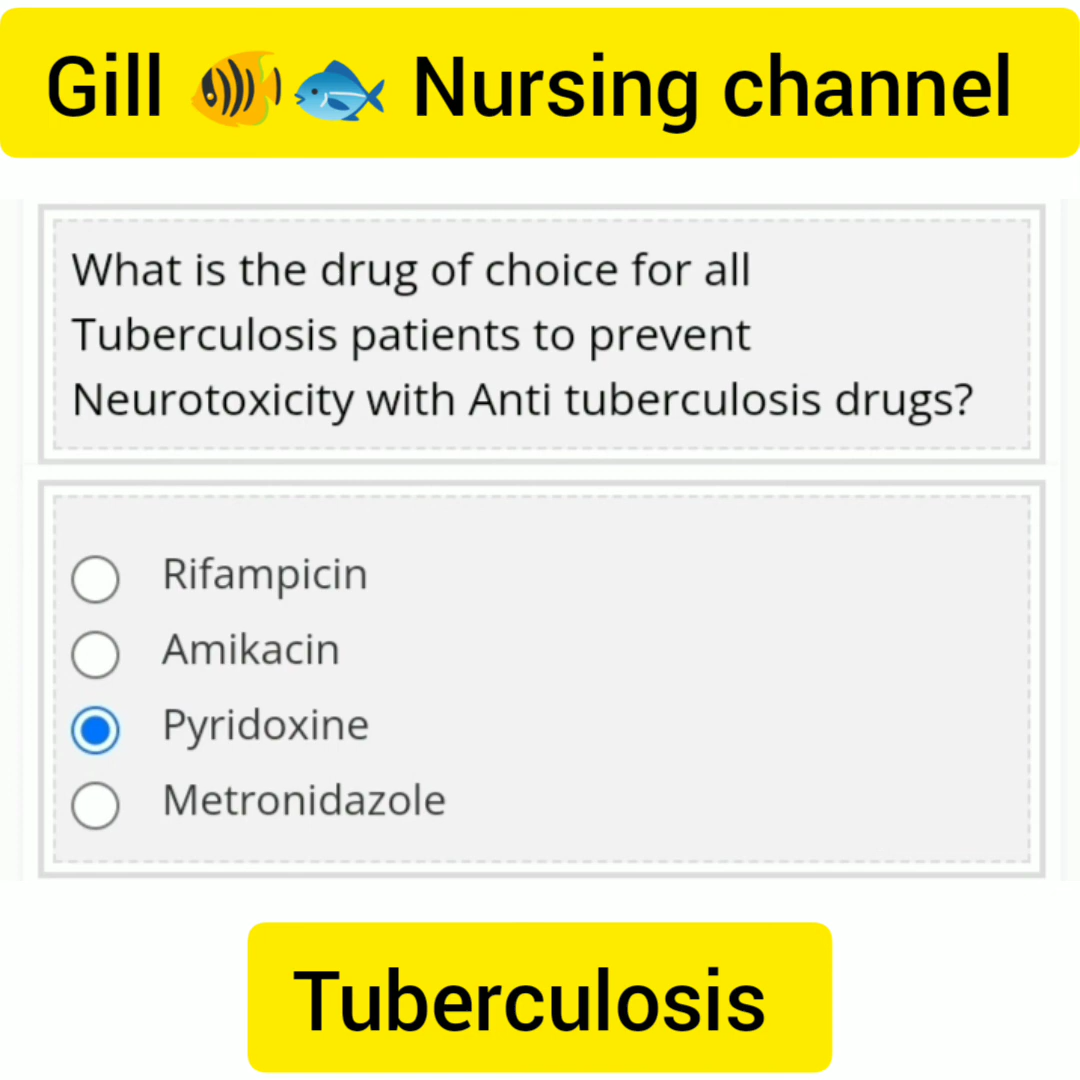 Gill 🐠🐟 Nursing channel
What is the drug of choice for all
Tuberculosis patients to prevent
Neurotoxicity with Anti tuberculosis drugs?
Rifampicin
Amikacin
Pyridoxine
Metronidazole
Tuberculosis